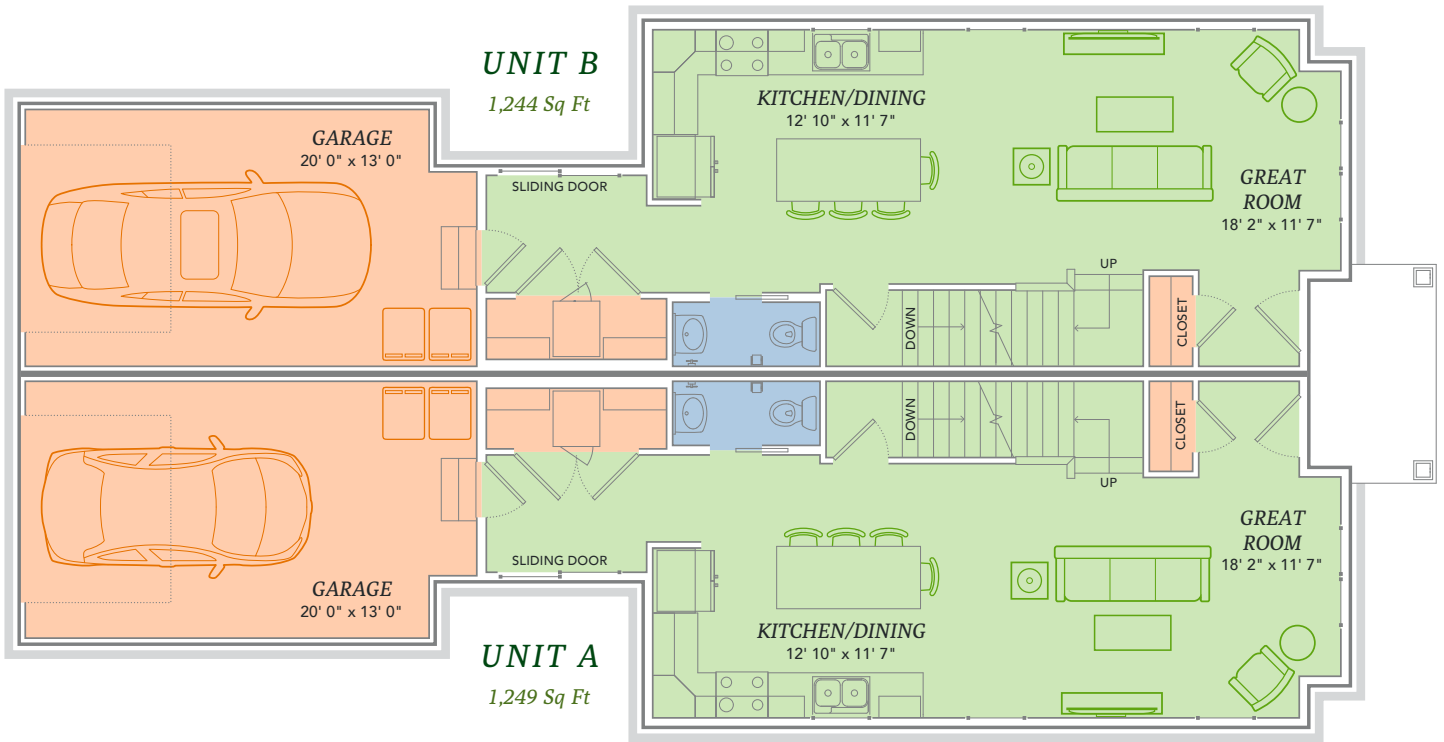 UNIT B
1,244 Sq Ft
KITCHEN/DINING
12' 10" x 11' 7"
GARAGE
20' 0" x 13' 0"
SLIDING DOOR
GREAT
ROOM
18' 2" x 11' 7"
UP
DOWN
CLOSET
DOWN
CLOSET
UP
GREAT
ROOM
18' 2" x 11' 7"
SLIDING DOOR
GARAGE
20' 0" x 13' 0"
KITCHEN/DINING
12' 10" x 11' 7"
UNIT A
1,249 Sq Ft